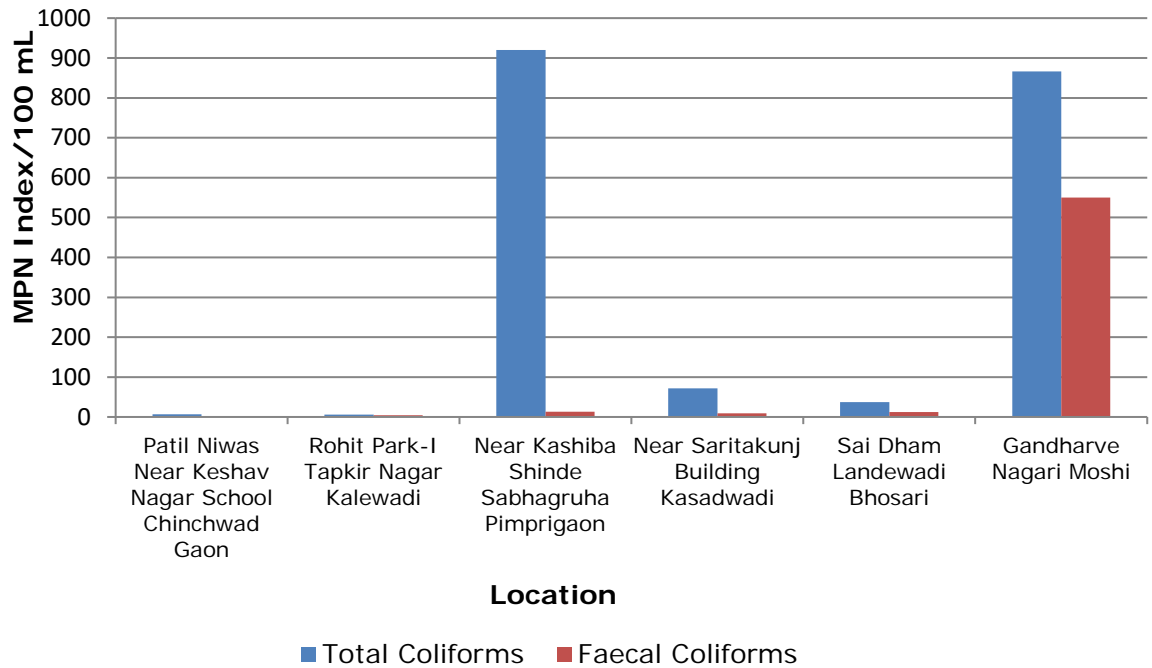 MPN Index/100 mL
1000
900
800
700
600
500
400
300
200
100
0
Patil Niwas
Near Keshav
Nagar School
Chinchwad
Gaon
Rohit Park-I
Tapkir Nagar
Kalewadi
Near Kashiba
Shinde
Sabhagruha
Pimprigaon
Near Saritakunj
Building
Kasadwadi
Sai Dham
Landewadi
Bhosari
Gandharve
Nagari Moshi
Location
Total Coliforms
Faecal Coliforms